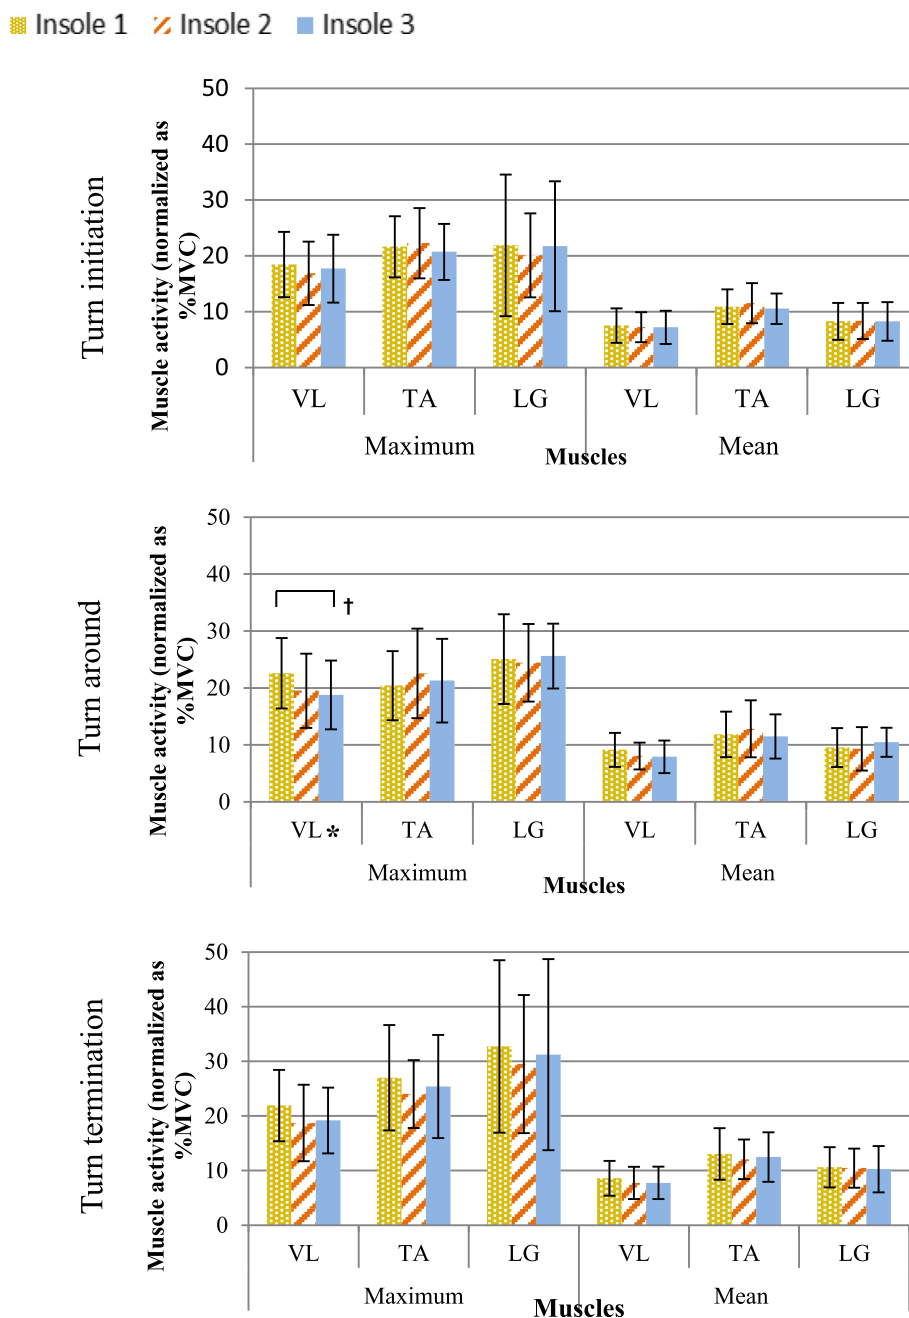 Insole 1 Insole 2 Insole 3
Turn initiation
Muscle activity (normalized as
%MVC)
50
40
30
20
10
0
VL TA LG VL TA LG
Maximum Mean
Muscles
Turn around
Muscle activity (normalized as
%MVC)
50
40
30
20
10
0
†
VL * TA LG VL TA LG
Maximum Mean
Muscles
Turn termination
Muscle activity (normalized as
%MVC)
50
40
30
20
10
0
VL TA LG VL TA LG
Maximum Mean
Muscles